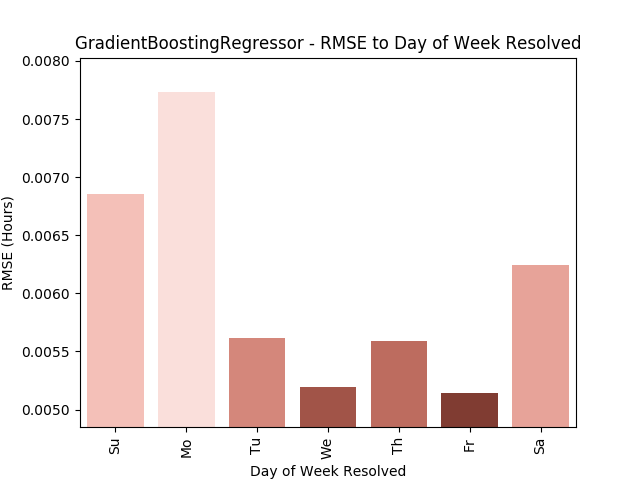 GradientBoostingRegressor - RMSE to Day of Week Resolved
0.0080
0.0075
0.0070
0.0065
0.0060
0.0055
0.0050
RMSE (Hours)
Su Mo Tu We Th Fr Sa
Day of Week Resolved